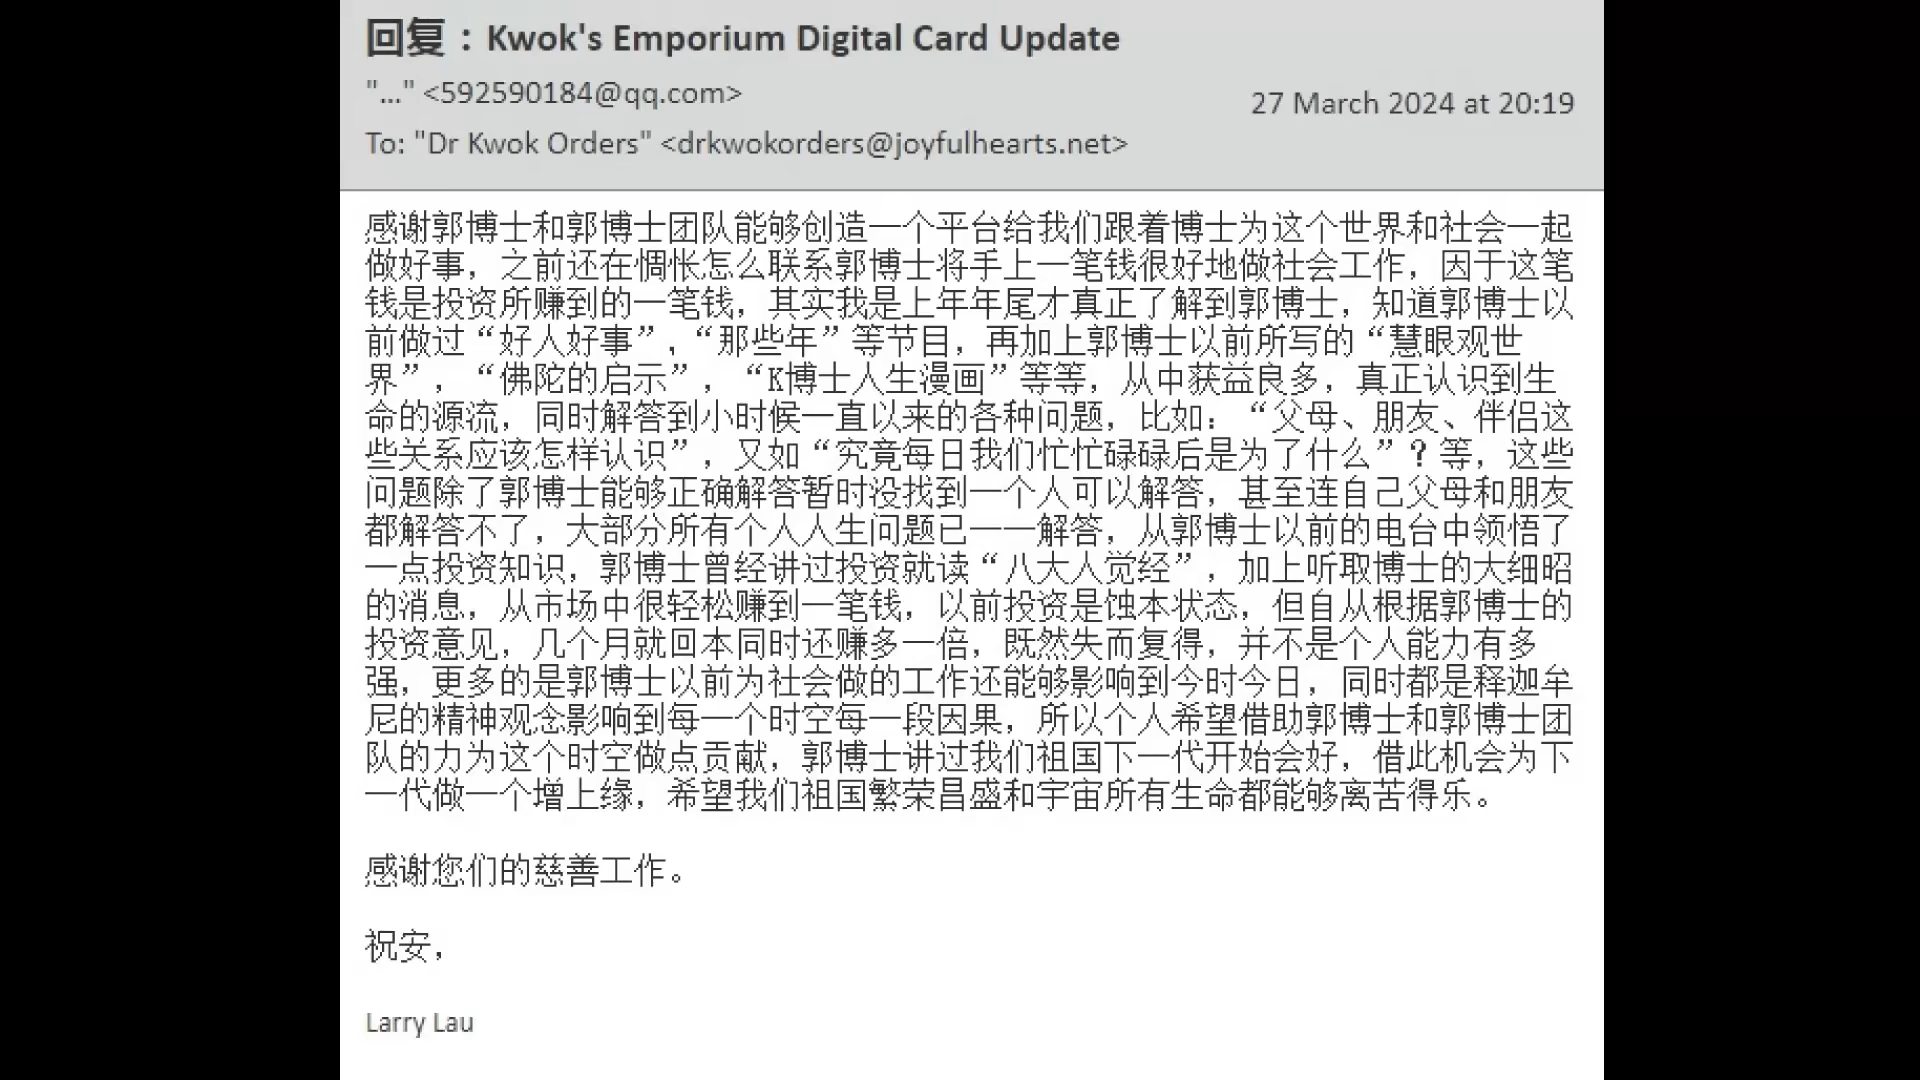 回复：Kwok's Emporium Digital Card Update
"..." <592590184@qq.com>
27 March 2024 at 20:19
To: "Dr Kwok Orders" <drkwokorders@joyfulhearts.net>
感谢郭博士和郭博士团队能够创造一个平台给我们跟着博士为这个世界和社会一起
做好事，之前还在惆怅怎么联系郭博士将手上一笔钱很好地做社会工作，因于这笔
钱是投资所赚到的一笔钱，其实我是上年年尾才真正了解到郭博士，知道郭博士以
前做过“好人好事”，“那些年”等节目，再加上郭博士以前所写的“慧眼观世
界”，“佛陀的启示”，“K博士人生漫画”等等，从中获益良多，真正认识到生
命的源流，同时解答到小时候一直以来的各种问题，比如：“父母、朋友、伴侣这
些关系应该怎样认识”，又如“究竟每日我们忙忙碌碌后是为了什么”？等，这些
问题除了郭博士能够正确解答暂时没找到一个人可以解答，甚至连自己父母和朋友
都解答不了，大部分所有个人人生问题已一一解答，从郭博士以前的电台中领悟了
一点投资知识，郭博士曾经讲过投资就读“八大人觉经”，加上听取博士的大细昭
的消息，从市场中很轻松赚到一笔钱，以前投资是蚀本状态，但自从根据郭博士的
投资意见，几个月就回本同时还赚多一倍，既然失而复得，并不是个人能力有多
强，更多的是郭博士以前为社会做的工作还能够影响到今时今日，同时都是释迦牟
尼的精神观念影响到每一个时空每一段因果，所以个人希望借助郭博士和郭博士团
队的力为这个时空做点贡献，郭博士讲过我们祖国下一代开始会好，借此机会为下
一代做一个增上缘，希望我们祖国繁荣昌盛和宇宙所有生命都能够离苦得乐。
感谢您们的慈善工作。
祝安，
Larry Lau